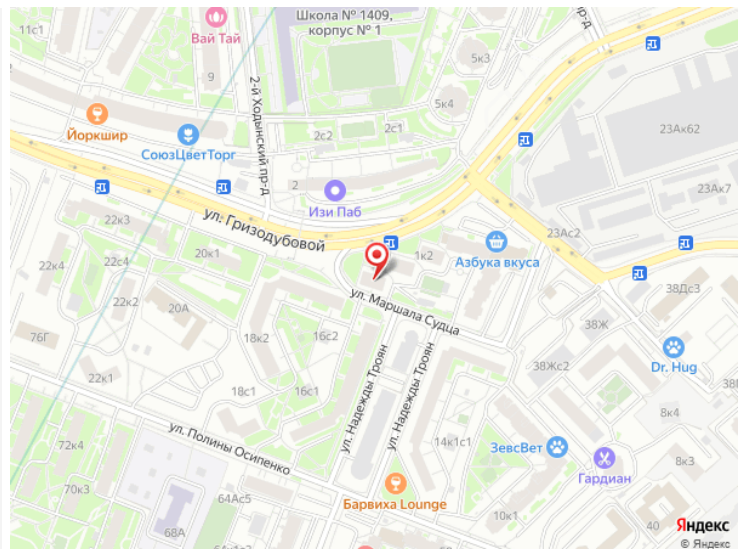 11с1
Вай Тай
Школа № 1409,
корпус № 1
5к3
9
5к4
2-й Ходынский пр-д
Йоркшир
СоюзЦветТорг
2с2
2с1
23Ак62
23Ак7
2
Изи Паб
22к3
ул. Гризодубовой
23Ас2
20к1
1к2
Азбука вкуса
22к4
22с4
22к2
20А
38Дс3
ул. Маршала Судца
76Г
18к2
16с2
38Ж
38Жс2
Dr. Hug
22к1
18с1
16с1
ул. Надежды Троян
ул. Надежды Троян
8к4
ул. Полины Осипенко
72к4
14к1с1
ЗевсВет
Гардиан
8к3
70к3
64Ас5
Барвиха Lounge
10к1
68А
40
Яндекс
© Яндекс